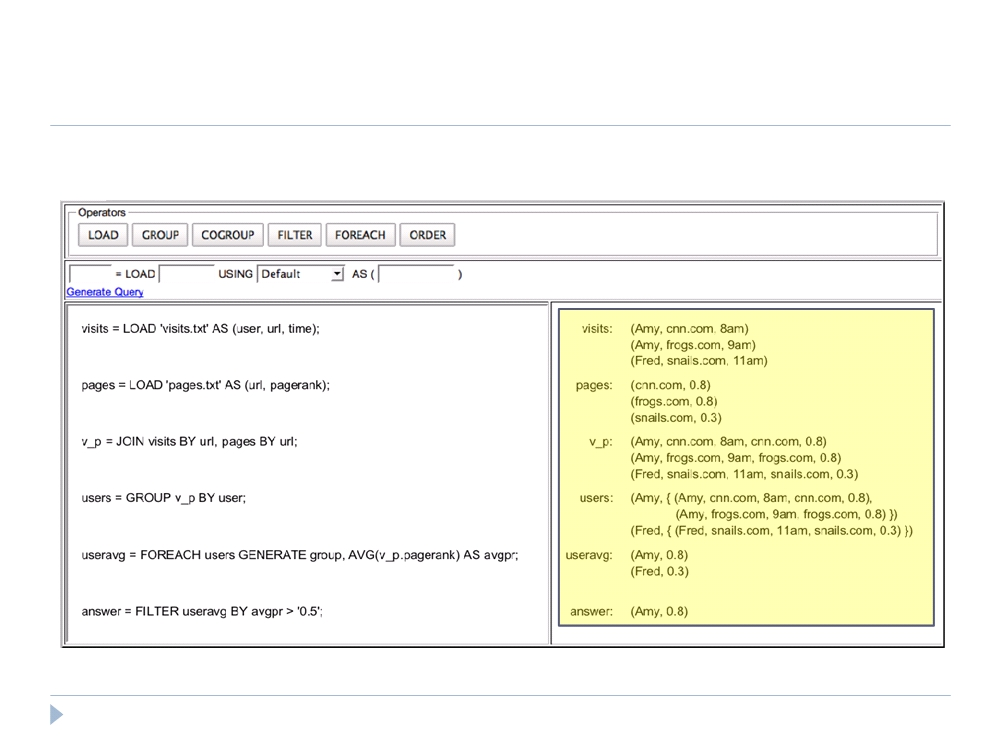 Operators
LOAD GROUP COGROUP FILTER FOREACH ORDER
= LOAD USING Default AS ( )
Generate Query
visits = LOAD 'visits.txt' AS (user, url, time);
pages = LOAD 'pages.txt' AS (url, pagerank);
v_p = JOIN visits BY url, pages BY url;
users = GROUP v_p BY user;
useravg = FOREACH users GENERATE group, AVG(v_p.pagerank) AS avgpr;
answer = FILTER useravg BY avgpr > '0.5';
visits: (Amy, cnn.com. 8am)
(Amy, frogs.com, 9am)
(Fred, snails.com, 11am)
pages: (cnn.com, 0.8)
(frogs.com, 0.8)
(snails.com, 0.3)
v_p: (Amy, cnn.com. 8am, cnn.com, 0.8)
(Amy, frogs.com, 9am, frogs.com, 0.8)
(Fred, snails.com, 11am, snails.com, 0.3)
users: (Amy, { (Amy, cnn.com, 8am, cnn.com, 0.8),
(Amy, frogs.com, 9am. frogs.com, 0.8) })
(Fred, { (Fred, snails.com, 11am, snails.com, 0.3) })
useravg: (Amy, 0.8)
(Fred, 0.3)
answer: (Amy, 0.8)